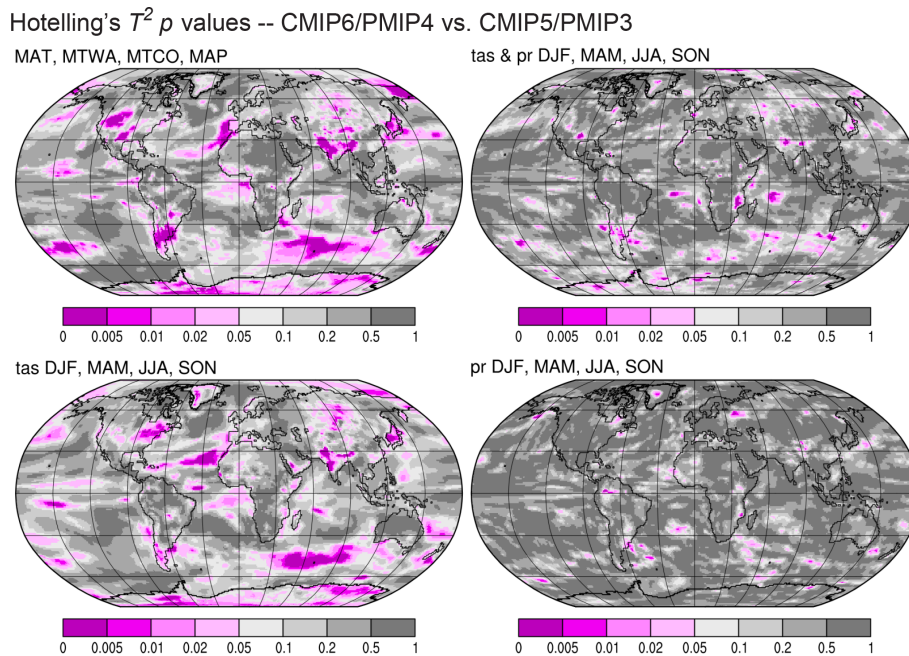 Hotelling's T² p values -- CMIP6/PMIP4 vs. CMIP5/PMIP3
MAT, MTWA, MTCO, MAP
tas & pr DJF, MAM, JJA, SON
0 0.005 0.01 0.02 0.05 0.1 0.2 0.5 1
0 0.005 0.01 0.02 0.05 0.1 0.2 0.5 1
tas DJF, MAM, JJA, SON
pr DJF, MAM, JJA, SON
0 0.005 0.01 0.02 0.05 0.1 0.2 0.5 1
0 0.005 0.01 0.02 0.05 0.1 0.2 0.5 1